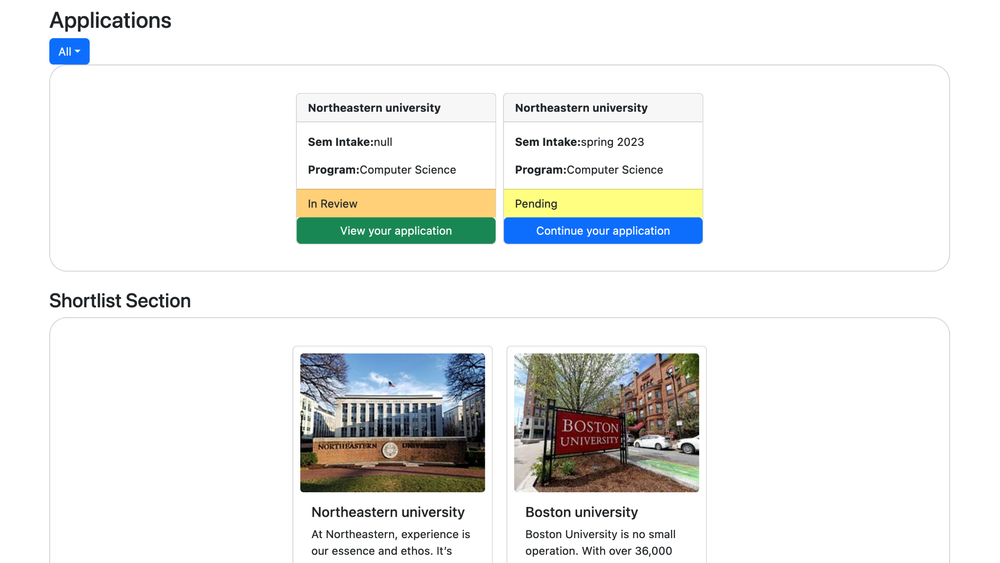 Applications
All
Northeastern university
Sem Intake:null
Program:Computer Science
In Review
View your application
Northeastern university
Sem Intake:spring 2023
Program:Computer Science
Pending
Continue your application
Shortlist Section
NORTHEASTERN UNIVERSITY
Northeastern university
At Northeastern, experience is
our essence and ethos. It’s
BOSTON
UNIVERSITY
Boston university
Boston University is no small
operation. With over 36,000